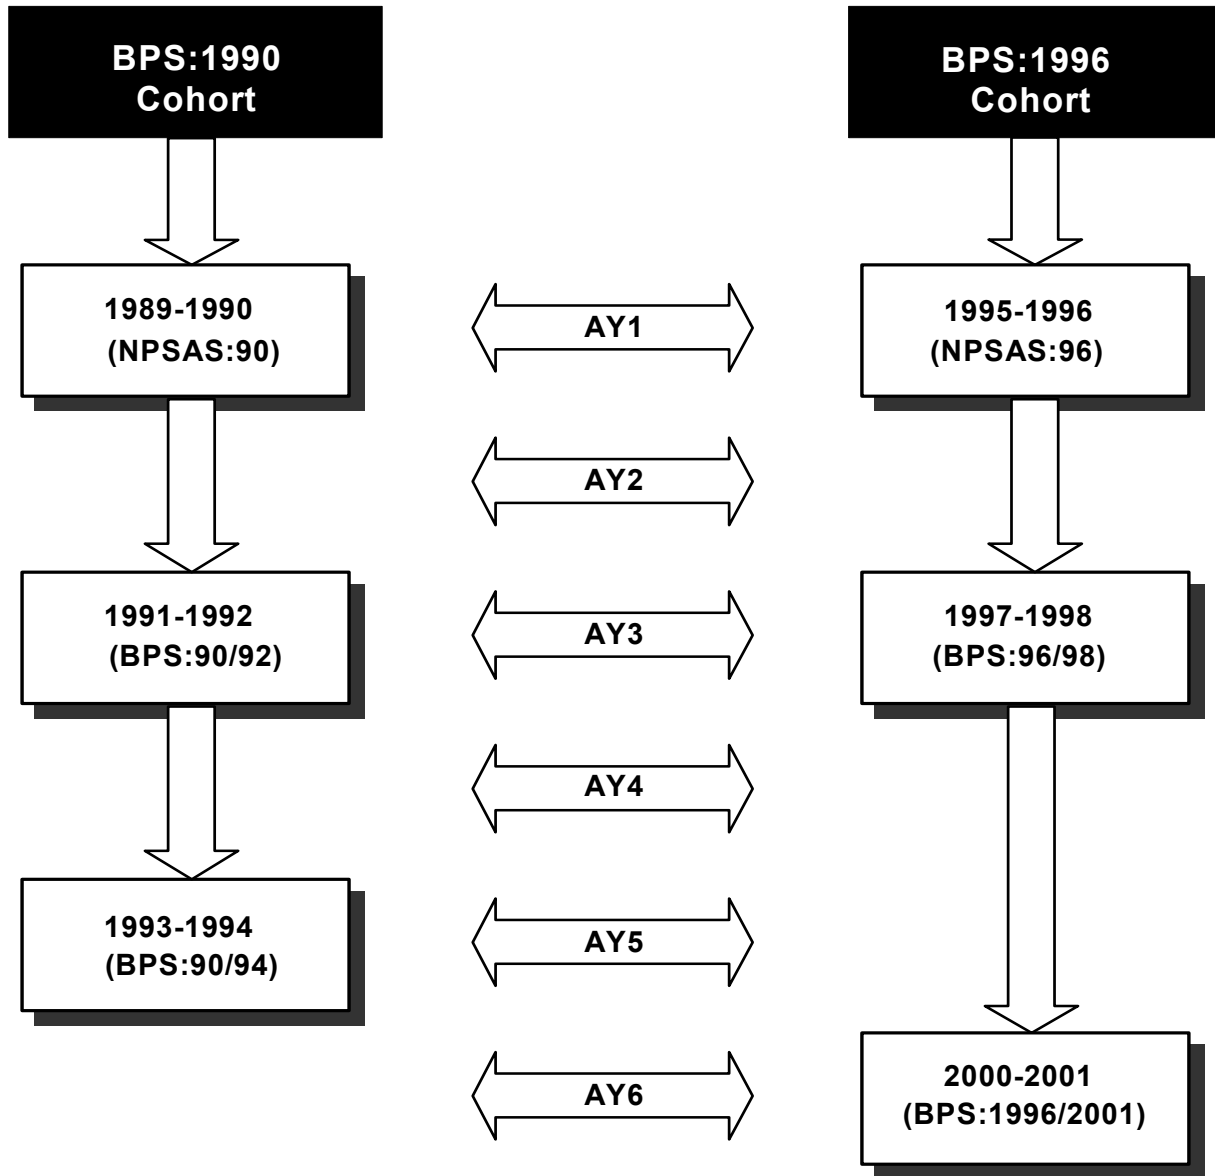 BPS:1990
Cohort
BPS:1996
Cohort
1989-1990
(NPSAS:90)
AY1
1995-1996
(NPSAS:96)
AY2
1991-1992
(BPS:90/92)
AY3
1997-1998
(BPS:96/98)
AY4
1993-1994
(BPS:90/94)
AY5
AY6
2000-2001
(BPS:1996/2001)